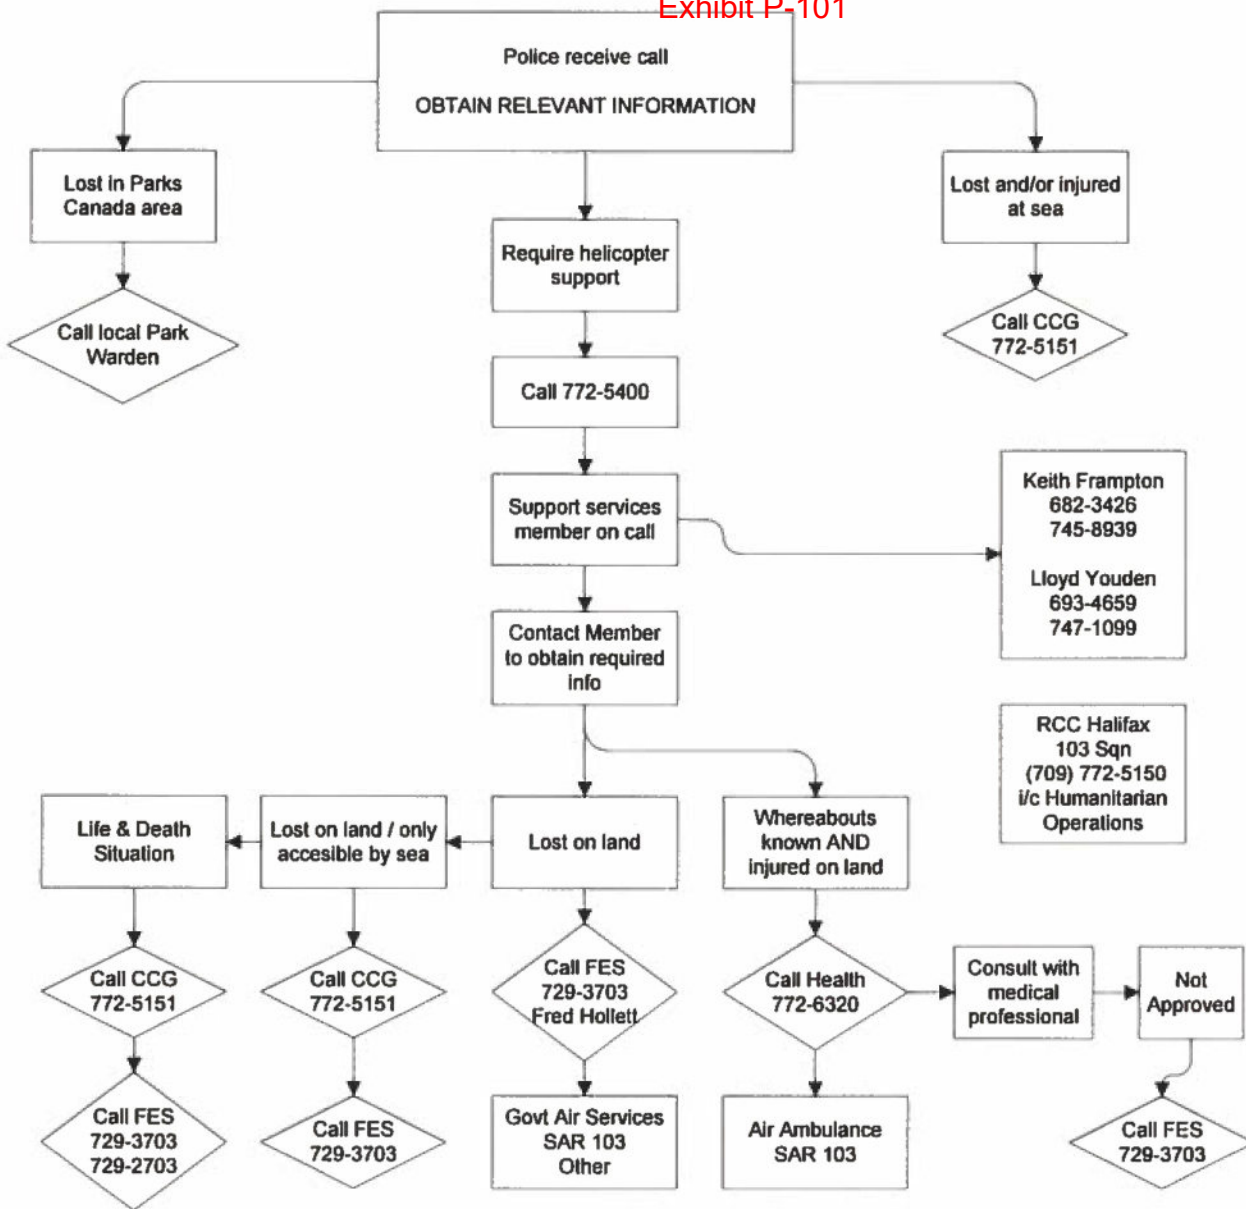 Exhibit P-101
Police receive call
OBTAIN RELEVANT INFORMATION
Lost in Parks
Canada area
Call local Park
Warden
Require helicopter
support
Lost and/or injured
at sea
Call CCG
772-5151
Call 772-5400
Support services
member on call
Keith Frampton
682-3426
745-8939
Lloyd Youden
693-4659
747-1099
Contact Member
to obtain required
info
RCC Halifax
103 Sqn
(709) 772-5150
i/c Humanitarian
Operations
Life & Death
Situation
Lost on land / only
accesible by sea
Lost on land
Whereabouts
known AND
injured on land
Call CCG
772-5151
Call CCG
772-5151
Call FES
729-3703
Fred Hollett
Call Health
772-6320
Consult with
medical
professional
Not
Approved
Call FES
729-3703
729-2703
Call FES
729-3703
Govt Air Services
SAR 103
Other
Air Ambulance
SAR 103
Call FES
729-3703